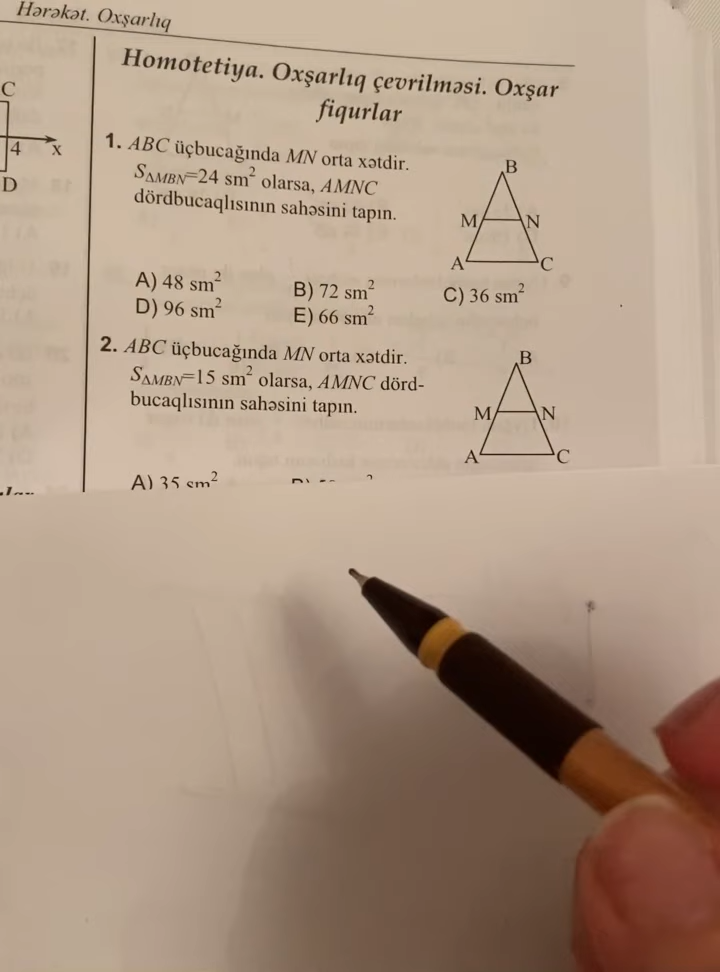 Hərəkət. Oxşarlıq
C
4 x
D
Homotetiya. Oxşarlıq çevrilməsi. Oxşar
fiqurlar
1. ABC üçbucağında MN orta xətdir.
S△MBN=24 sm² olarsa, AMNC
dördbucaqlısının sahəsini tapın.
B
M N
A C
A) 48 sm² B) 72 sm² C) 36 sm²
D) 96 sm² E) 66 sm²
2. ABC üçbucağında MN orta xətdir.
S△MBN=15 sm² olarsa, AMNC dörd-
bucaqlısının sahəsini tapın.
B
M N
A C
A) 35 sm²